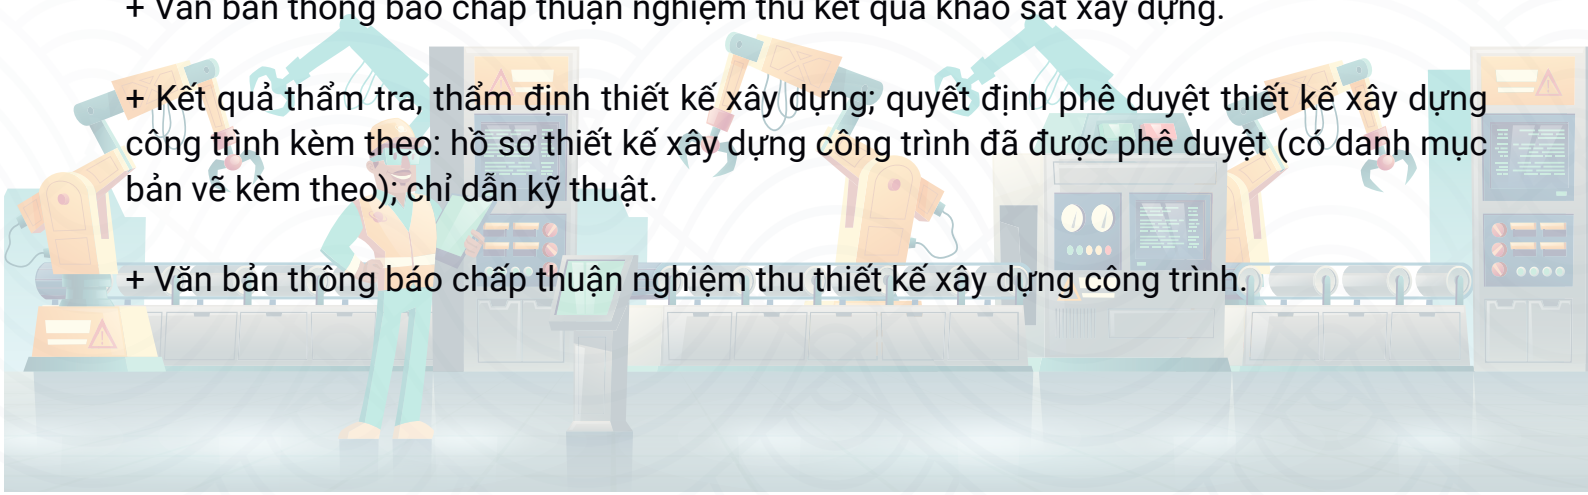 + Văn bản thông báo chấp thuận nghiệm thu kết quả khảo sát xây dựng.
+ Kết quả thẩm tra, thẩm định thiết kế xây dựng; quyết định phê duyệt thiết kế xây dựng
công trình kèm theo: hồ sơ thiết kế xây dựng công trình đã được phê duyệt (có danh mục
bản vẽ kèm theo); chỉ dẫn kỹ thuật.
+ Văn bản thông báo chấp thuận nghiệm thu thiết kế xây dựng công trình.